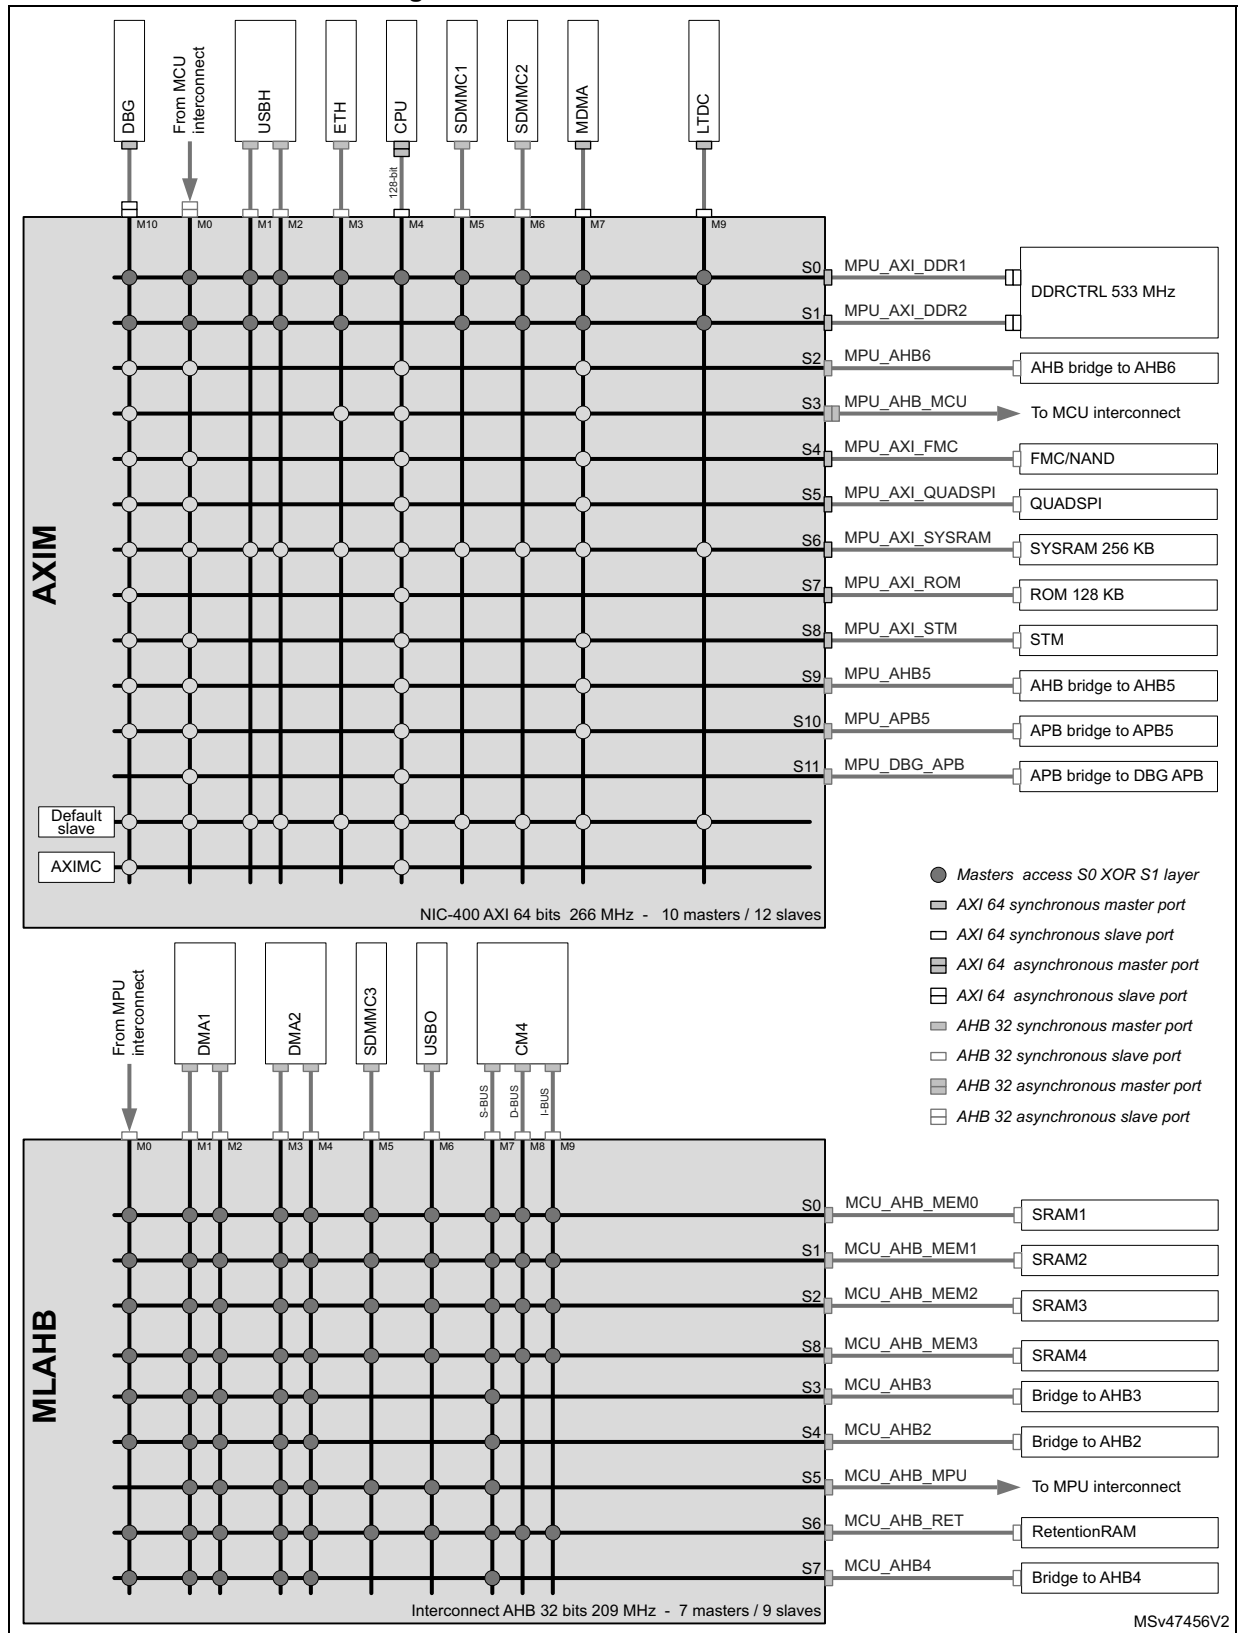 DBG
From MCU
interconnect
USBH
ETH
CPU
SDMMC1
SDMMC2
MDMA
LTDC
128-bit
M10
M0
M1
M2
M3
M4
M5
M6
M7
M9
AXIM
S0 MPU_AXI_DDR1
DDRCTRL 533 MHz
S1 MPU_AXI_DDR2
S2 MPU_AHB6 AHB bridge to AHB6
S3 MPU_AHB_MCU To MCU interconnect
S4 MPU_AXI_FMC FMC/NAND
S5 MPU_AXI_QUADSPI QUADSPI
S6 MPU_AXI_SYSRAM SYSRAM 256 KB
S7 MPU_AXI_ROM ROM 128 KB
S8 MPU_AXI_STM STM
S9 MPU_AHB5 AHB bridge to AHB5
S10 MPU_APB5 APB bridge to APB5
S11 MPU_DBG_APB APB bridge to DBG APB
Default
slave
AXIMC
NIC-400 AXI 64 bits 266 MHz - 10 masters / 12 slaves
Masters access S0 XOR S1 layer
AXI 64 synchronous master port
AXI 64 synchronous slave port
AXI 64 asynchronous master port
AXI 64 asynchronous slave port
AHB 32 synchronous master port
AHB 32 synchronous slave port
AHB 32 asynchronous master port
AHB 32 asynchronous slave port
From MPU
interconnect
DMA1
DMA2
SDMMC3
USBO
CM4
S-BUS
D-BUS
I-BUS
M0
M1
M2
M3
M4
M5
M6
M7
M8
M9
MLAHB
S0 MCU_AHB_MEM0 SRAM1
S1 MCU_AHB_MEM1 SRAM2
S2 MCU_AHB_MEM2 SRAM3
S8 MCU_AHB_MEM3 SRAM4
S3 MCU_AHB3 Bridge to AHB3
S4 MCU_AHB2 Bridge to AHB2
S5 MCU_AHB_MPU To MPU interconnect
S6 MCU_AHB_RET RetentionRAM
S7 MCU_AHB4 Bridge to AHB4
Interconnect AHB 32 bits 209 MHz - 7 masters / 9 slaves
MSv47456V2